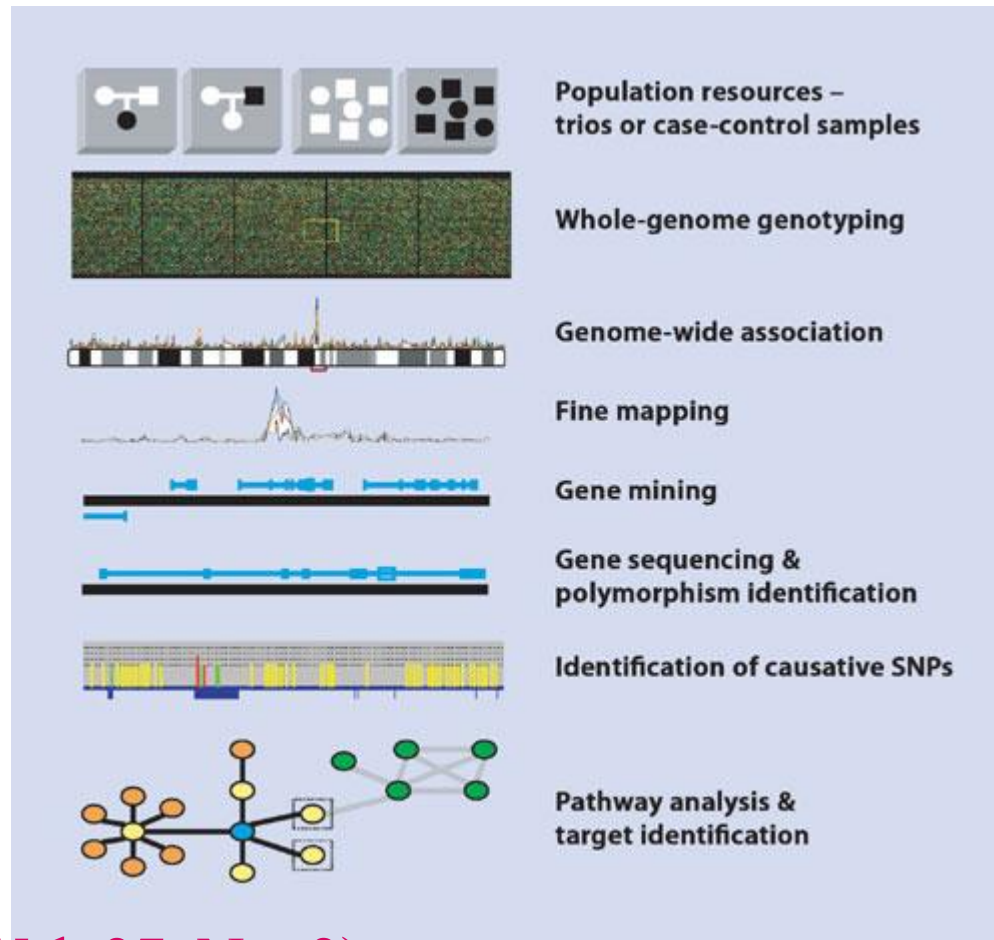 Population resources –
trios or case-control samples
Whole-genome genotyping
Genome-wide association
Fine mapping
Gene mining
Gene sequencing &
polymorphism identification
Identification of causative SNPs
Pathway analysis &
target identification